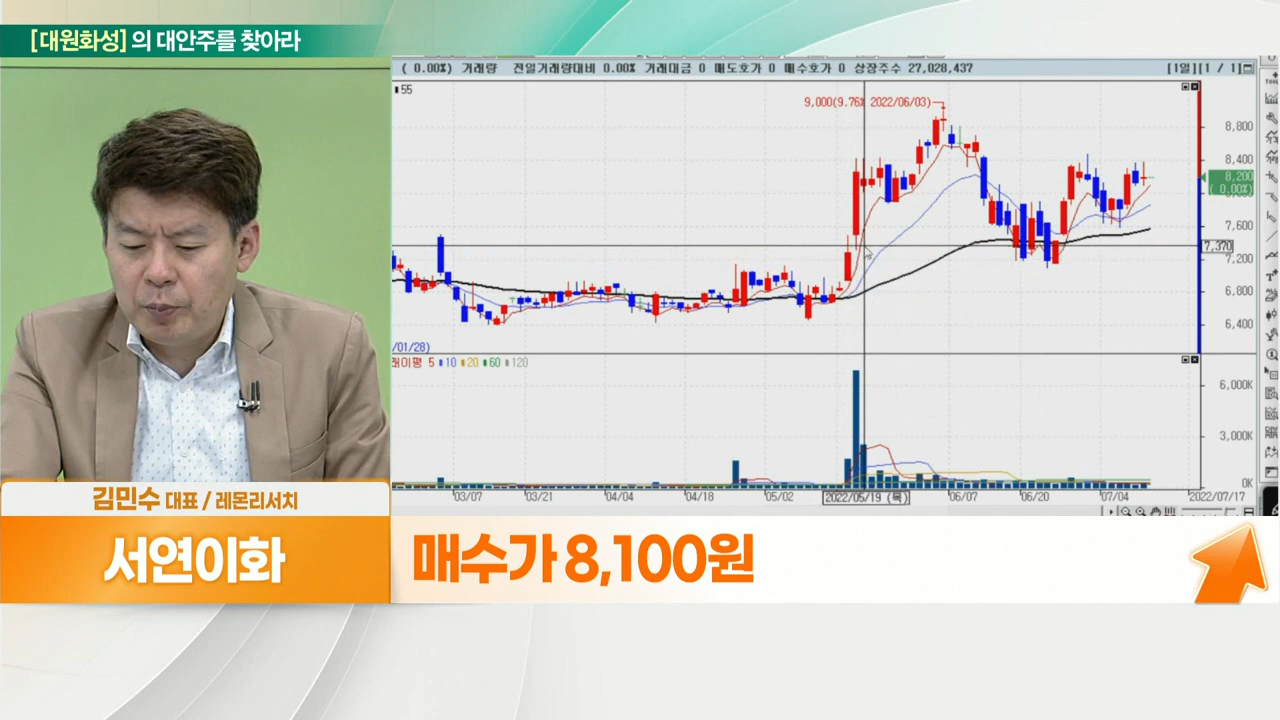 [대원화성]의 대안주를 찾아라
( 0.00%) 거래량 전일거래량대비 0.00% 거래대금 0 매도호가 0 매수호가 0 상장주수 27,028,437 [1일][1 / 1]
55
9,000(9.76% 2022/06/03)
8,800
8,400
8,200
( 0.00%)
7,600
7,370
7,200
6,800
6,400
/01/28)
래이평 5 10 20 60 120
6,000K
3,000K
0K
03/07 03/21 04/04 04/18 05/02 2022/05/19 (목) 06/07 06/20 07/04 2022/07/17
김민수 대표 / 레몬리서치
서연이화
매수가 8,100원